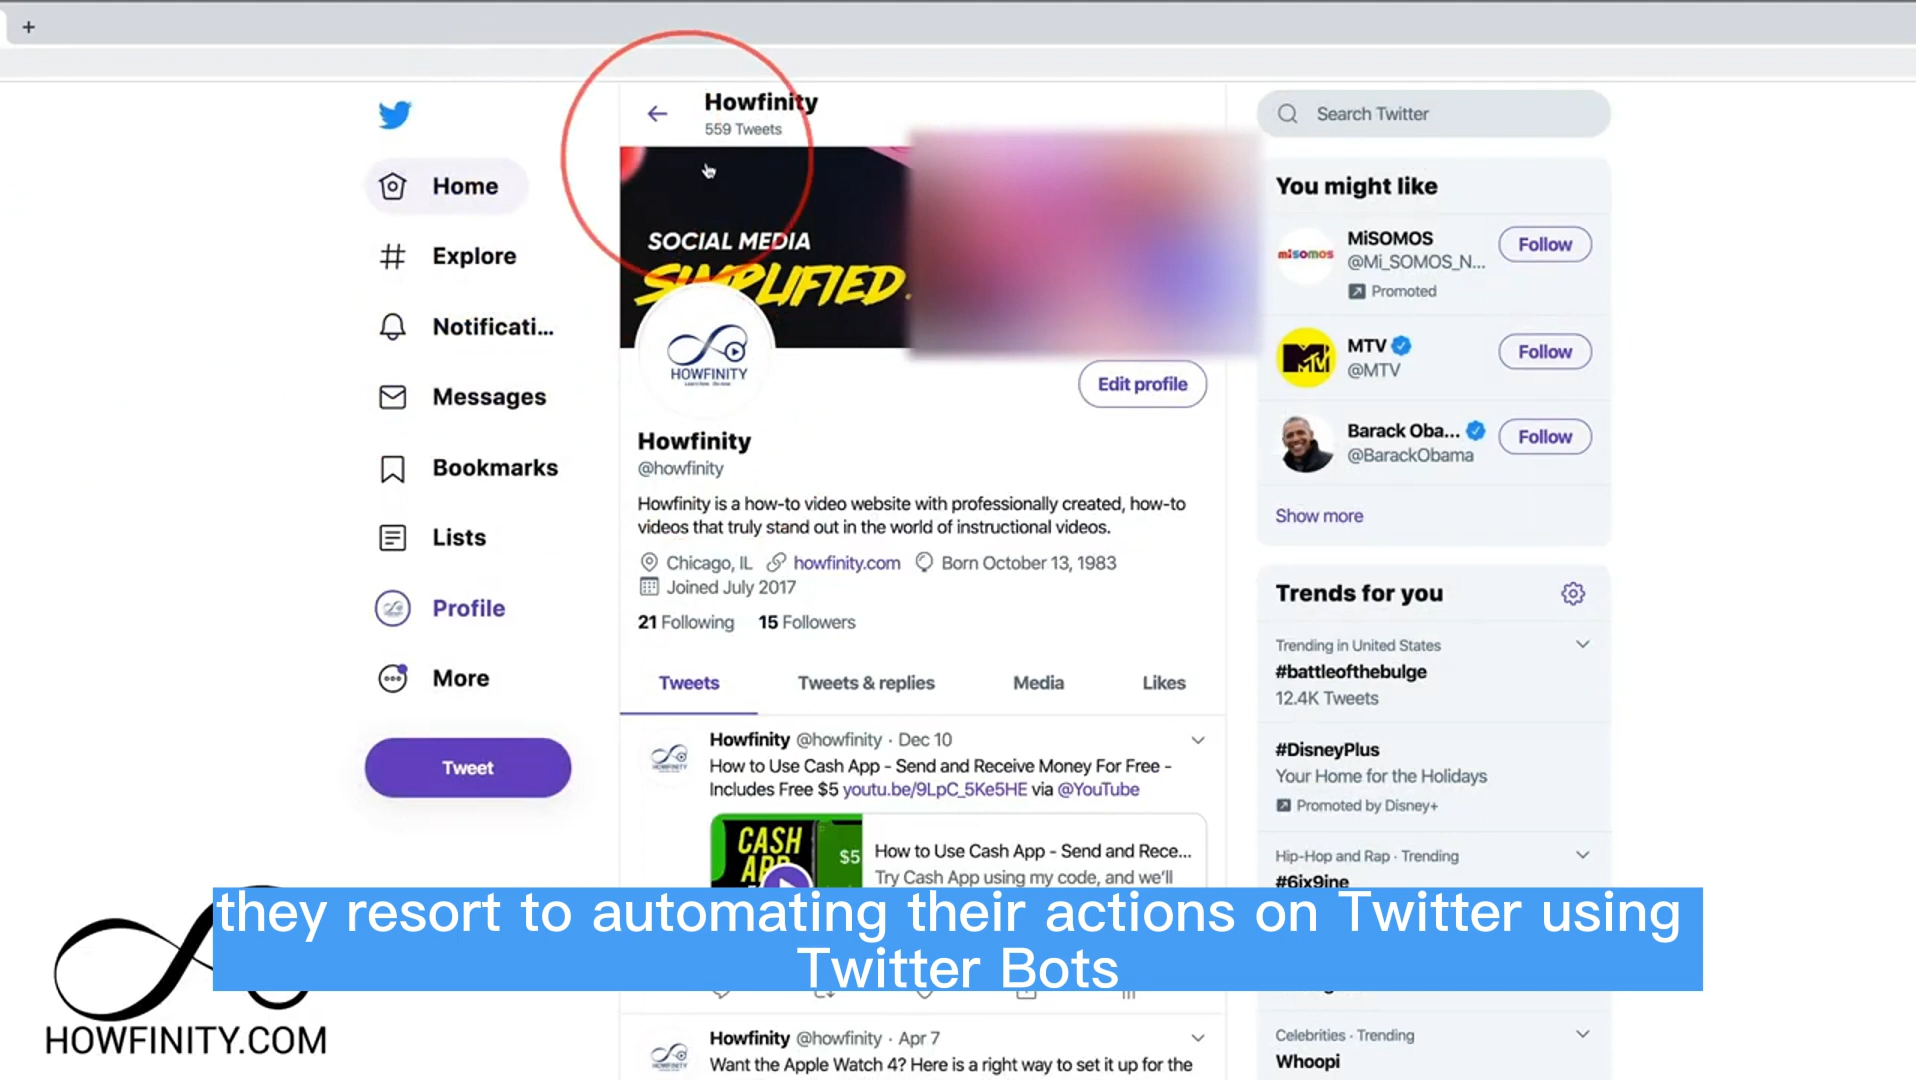 +
Howfinity
559 Tweets
Search Twitter
Home
Explore
Notificati...
Messages
Bookmarks
Lists
Profile
More
Tweet
SOCIAL MEDIA
SIMPLIFIED.
HOWFINITY
Edit profile
Howfinity
@howfinity
Howfinity is a how-to video website with professionally created, how-to
videos that truly stand out in the world of instructional videos.
Chicago, IL howfinity.com Born October 13, 1983
Joined July 2017
21 Following 15 Followers
Tweets Tweets & replies Media Likes
Howfinity @howfinity · Dec 10
How to Use Cash App - Send and Receive Money For Free -
Includes Free $5 youtu.be/9LpC_5Ke5HE via @YouTube
CASH
APP
$5
How to Use Cash App - Send and Rece...
Try Cash App using my code, and we'll
Howfinity @howfinity · Apr 7
Want the Apple Watch 4? Here is a right way to set it up for the
You might like
misomos
MiSOMOS
@Mi_SOMOS_N...
Promoted
Follow
MTV
@MTV
Follow
Barack Oba...
@BarackObama
Follow
Show more
Trends for you
Trending in United States
#battleofthebulge
12.4K Tweets
#DisneyPlus
Your Home for the Holidays
Promoted by Disney+
Hip-Hop and Rap · Trending
#6ix9ine
Celebrities · Trending
Whoopi
they resort to automating their actions on Twitter using
Twitter Bots
HOWFINITY.COM